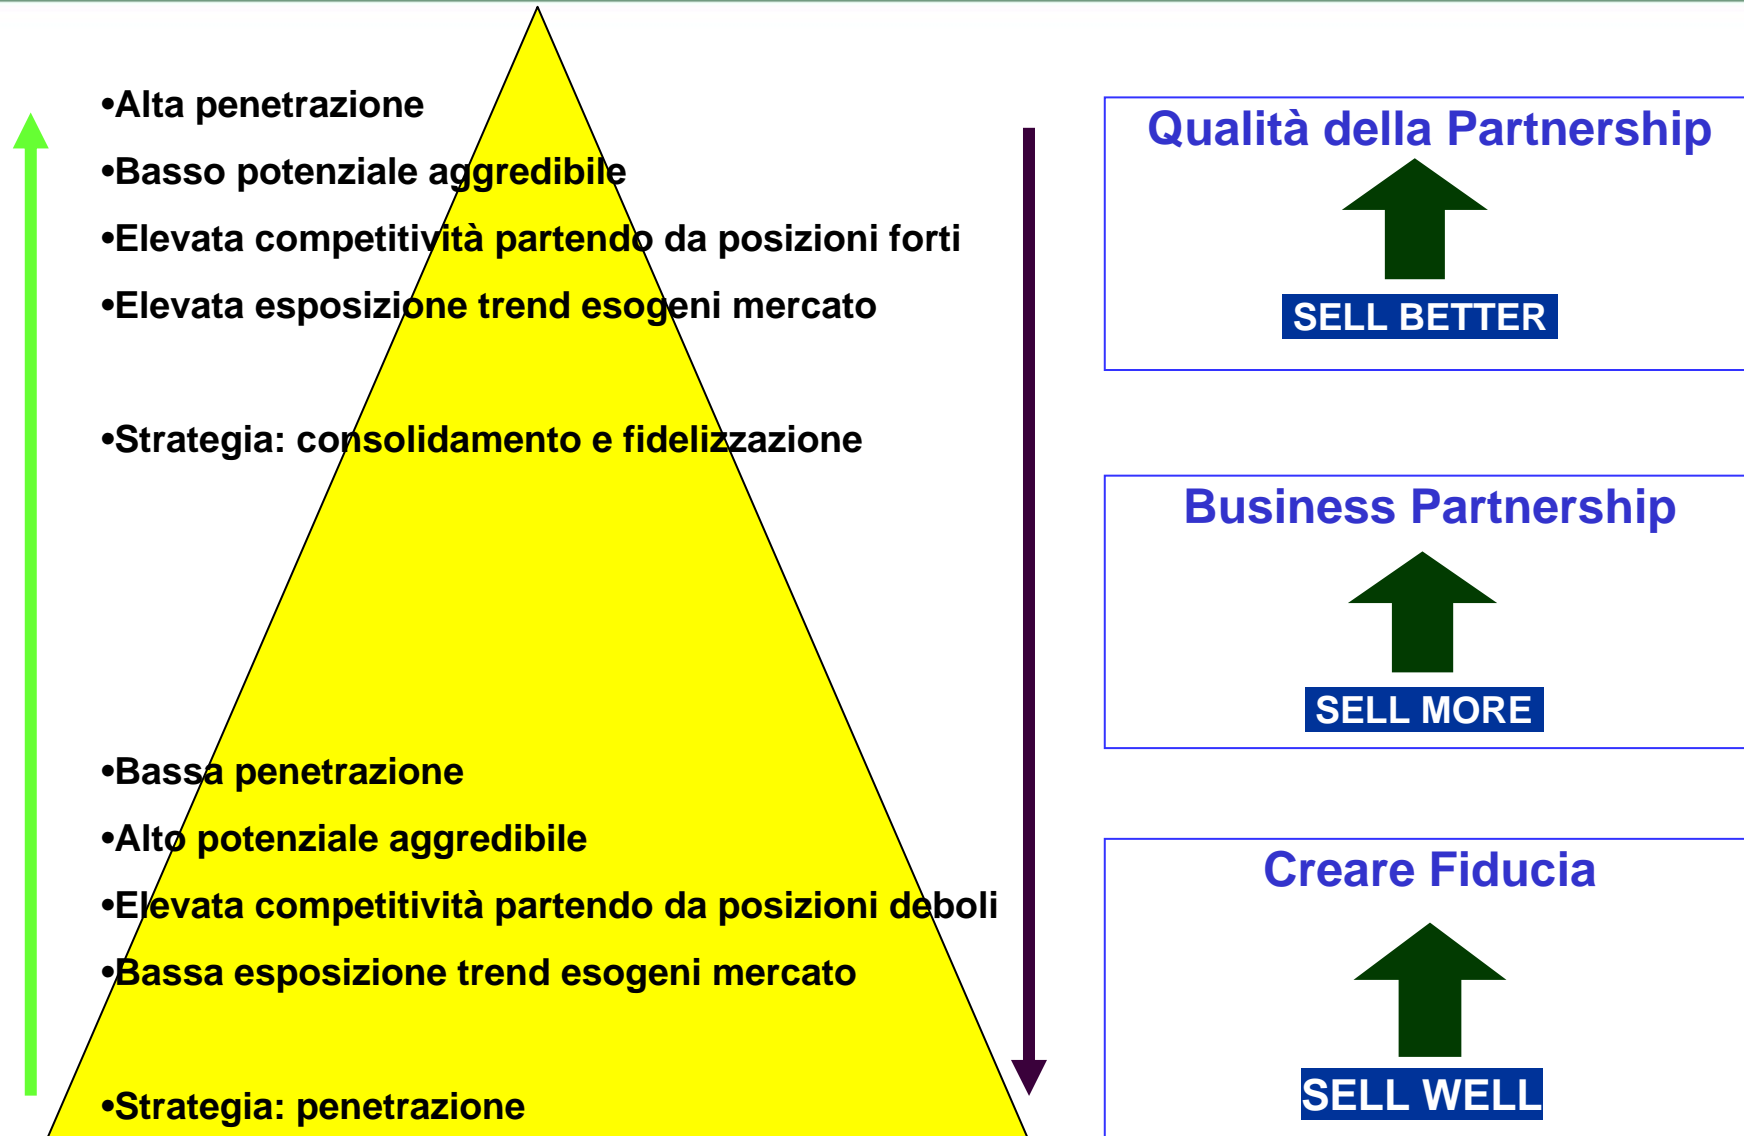 •Alta penetrazione
•Basso potenziale aggredibile
•Elevata competitività partendo da posizioni forti
•Elevata esposizione trend esogeni mercato
•Strategia: consolidamento e fidelizzazione
•Bassa penetrazione
•Alto potenziale aggredibile
•Elevata competitività partendo da posizioni deboli
•Bassa esposizione trend esogeni mercato
•Strategia: penetrazione
Qualità della Partnership
SELL BETTER
Business Partnership
SELL MORE
Creare Fiducia
SELL WELL